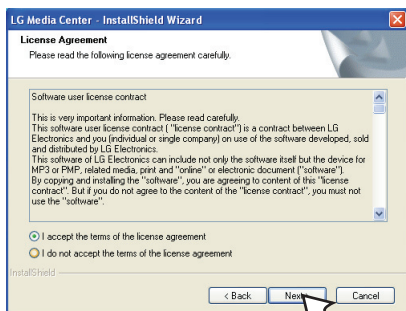 LG Media Center - InstallShield Wizard
License Agreement
Please read the following license agreement carefully.
Software user license contract
This is very important information. Please read carefully.
This software user license contract ( "license contract") is a contract between LG
Electronics and you (individual or single company) on use of the software developed, sold
and distributed by LG Electronics.
This software of LG Electronics can include not only the software itself but the device for
MP3 or PMP, related media, print and "online" or electronic document ("software").
By copying and installing the "software", you are agreeing to content of this "license
contract". But if you do not agree to the content of the "license contract", you must not
use the "software".
I accept the terms of the license agreement
I do not accept the terms of the license agreement
InstallShield
< Back
Next
Cancel